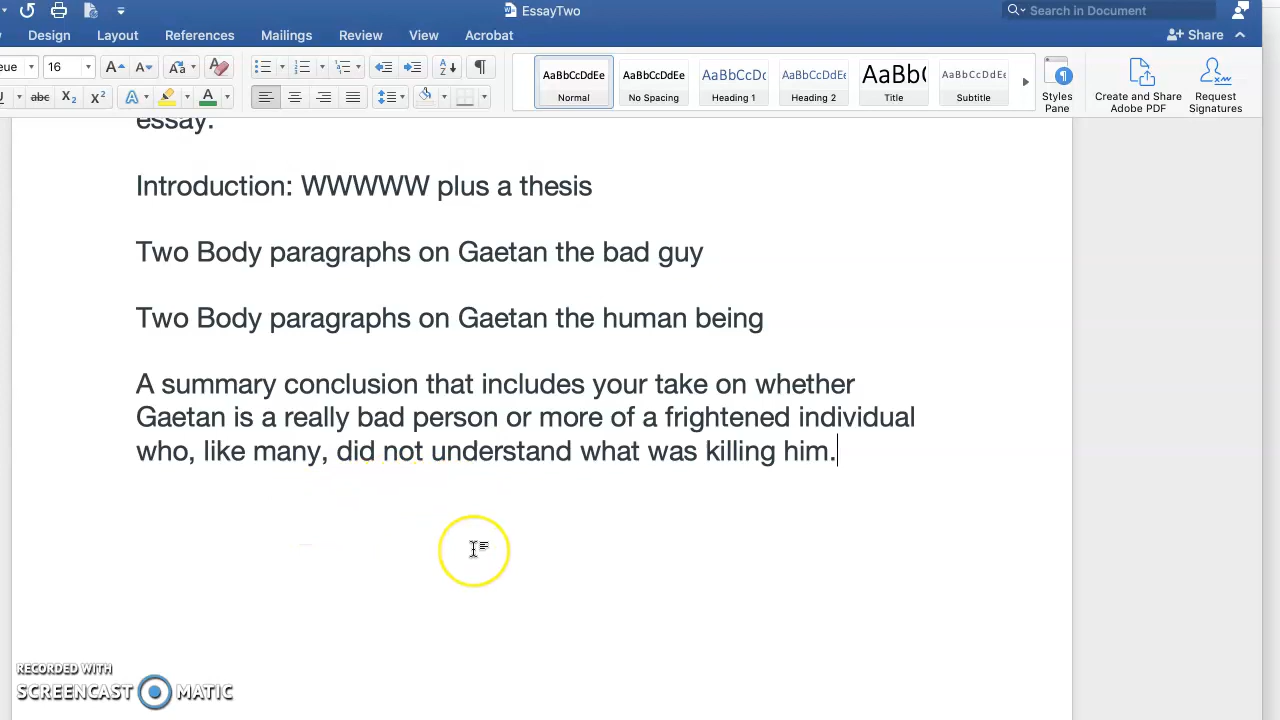 EssayTwo
Search in Document
Design Layout References Mailings Review View Acrobat
Share
eue 16
AaBbCcDdEe AaBbCcDdEe AaBbCcDc AaBbCcDdEe AaBb( AaBbCcDdEe
Normal No Spacing Heading 1 Heading 2 Title Subtitle
Styles Pane
Create and Share Adobe PDF
Request Signatures
essay.
Introduction: WWWWW plus a thesis
Two Body paragraphs on Gaetan the bad guy
Two Body paragraphs on Gaetan the human being
A summary conclusion that includes your take on whether
Gaetan is a really bad person or more of a frightened individual
who, like many, did not understand what was killing him.
RECORDED WITH
SCREENCAST MATIC